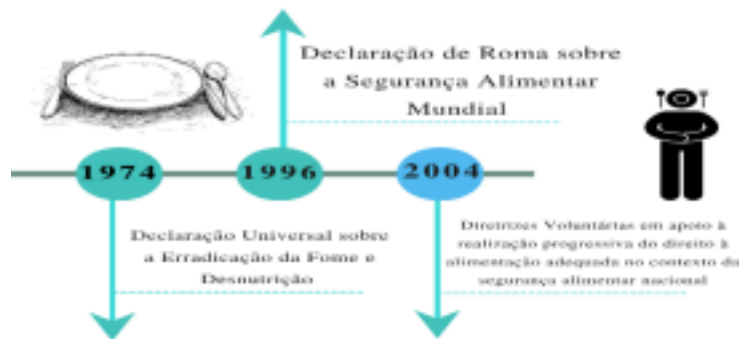 Declaração de Roma sobre
a Segurança Alimentar
Mundial
1974
1996
2004
Declaração Universal sobre
a Erradicação da Fome e
Desnutrição
Diretrizes Voluntárias em apoio à
realização progressiva do direito à
alimentação adequada no contexto da
segurança alimentar nacional